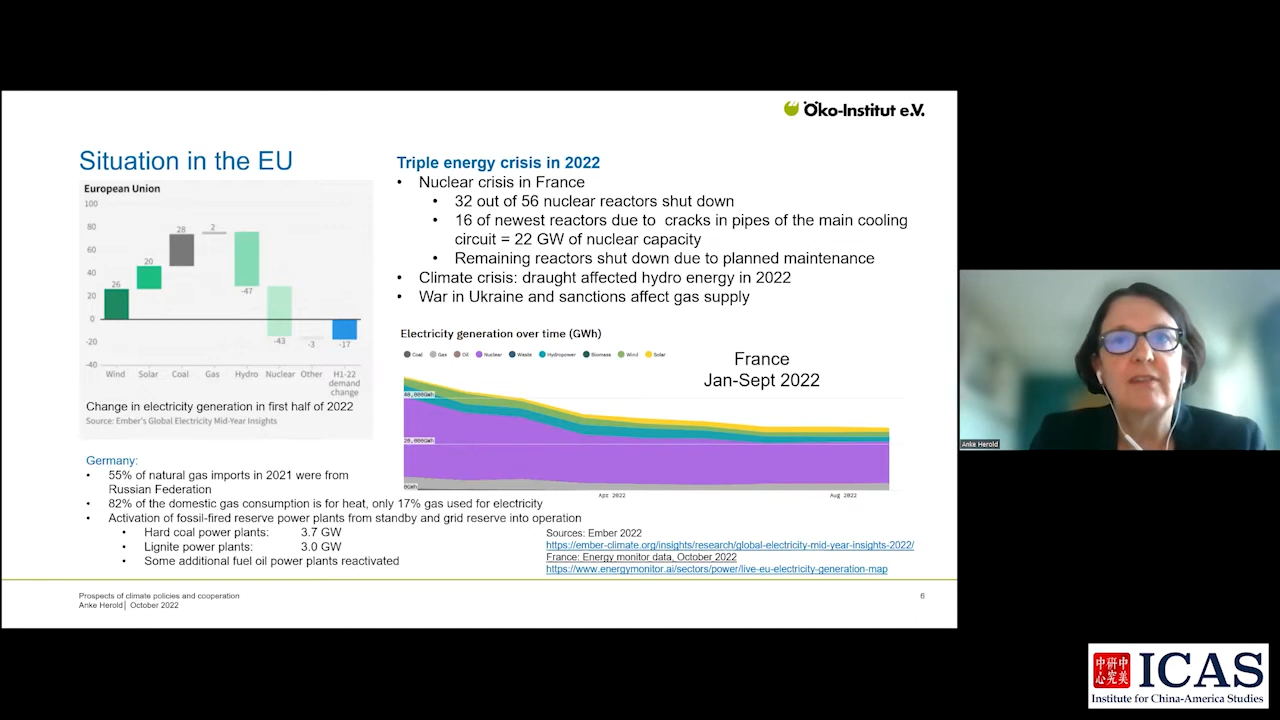 Öko-Institut e.V.
Situation in the EU
European Union
100
80
60
40
20
0
-20
-40
26
20
28
2
-47
-43
-3
-17
Wind
Solar
Coal
Gas
Hydro
Nuclear
Other
H1-22
demand
change
Change in electricity generation in first half of 2022
Source: Ember's Global Electricity Mid-Year Insights
Triple energy crisis in 2022
• Nuclear crisis in France
• 32 out of 56 nuclear reactors shut down
• 16 of newest reactors due to cracks in pipes of the main cooling
circuit = 22 GW of nuclear capacity
• Remaining reactors shut down due to planned maintenance
• Climate crisis: draught affected hydro energy in 2022
• War in Ukraine and sanctions affect gas supply
Electricity generation over time (GWh)
Coal Gas Oil Nuclear Waste Hydropower Biomass Wind Solar
France
Jan-Sept 2022
40,000GWh
20,000GWh
0GWh
Apr 2022
Aug 2022
Germany:
• 55% of natural gas imports in 2021 were from
Russian Federation
• 82% of the domestic gas consumption is for heat, only 17% gas used for electricity
• Activation of fossil-fired reserve power plants from standby and grid reserve into operation
• Hard coal power plants: 3.7 GW
• Lignite power plants: 3.0 GW
• Some additional fuel oil power plants reactivated
Sources: Ember 2022
https://ember-climate.org/insights/research/global-electricity-mid-year-insights-2022/
France: Energy monitor data, October 2022
https://www.energymonitor.ai/sectors/power/live-eu-electricity-generation-map
Prospects of climate policies and cooperation
Anke Herold│ October 2022
6
Anke Herold
中研中
心究美
ICAS
Institute for China-America Studies